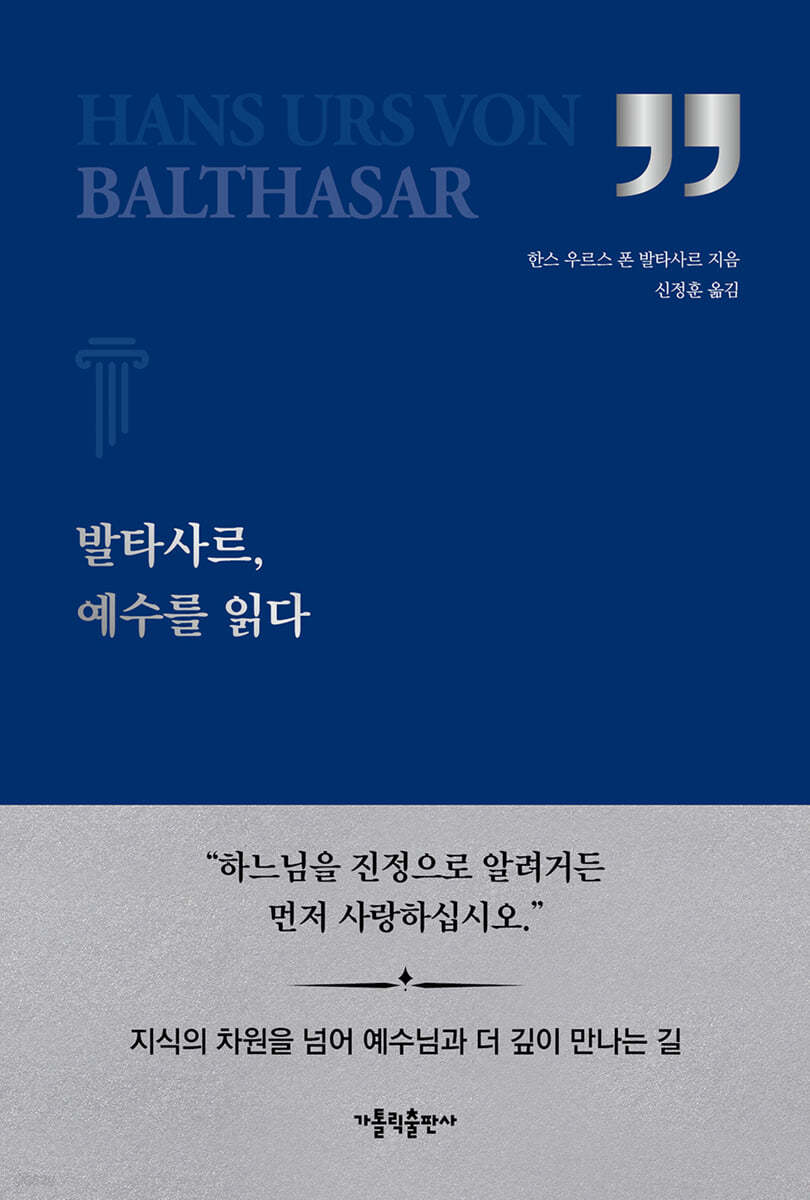 HANS URS VON
BALTHASAR
한스 우르스 폰 발타사르 지음
신정훈 옮김
발타사르,
예수를 읽다
“하느님을 진정으로 알려거든
먼저 사랑하십시오.”
지식의 차원을 넘어 예수님과 더 깊이 만나는 길
가톨릭출판사